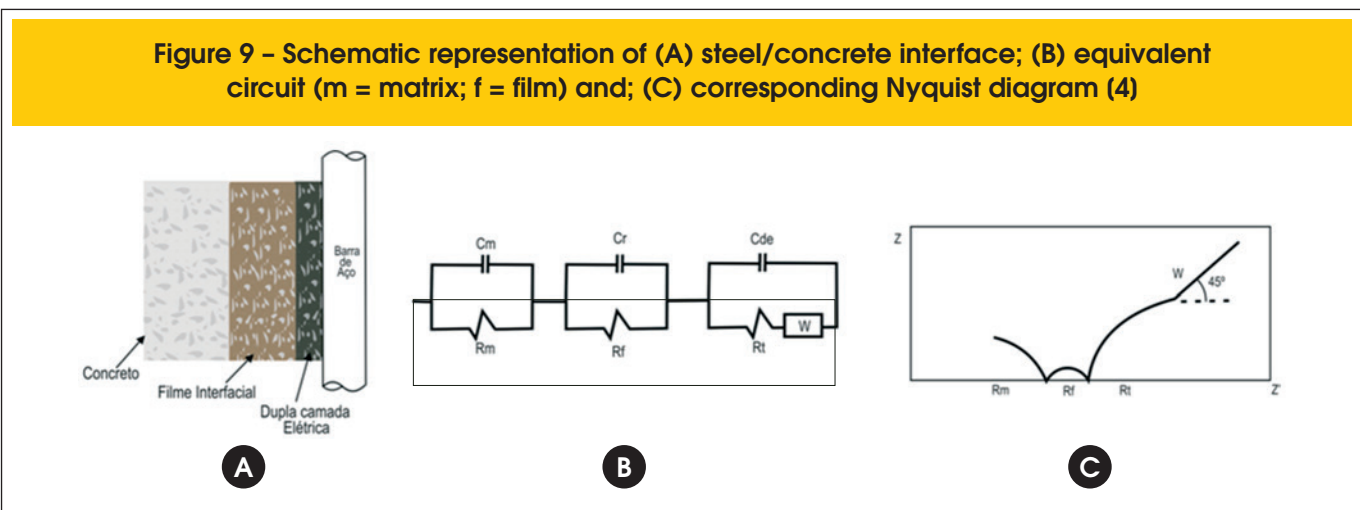 Figure 9 – Schematic representation of (A) steel/concrete interface; (B) equivalent
circuit (m = matrix; f = film) and; (C) corresponding Nyquist diagram (4)
Barra
de
Aço
Concreto
Filme Interfacial
Dupla camada
Elétrica
A
Cm
Cr
Cde
Rm
Rf
Rt
W
B
Z
W
45º
Rm
Rf
Rt
Z'
C